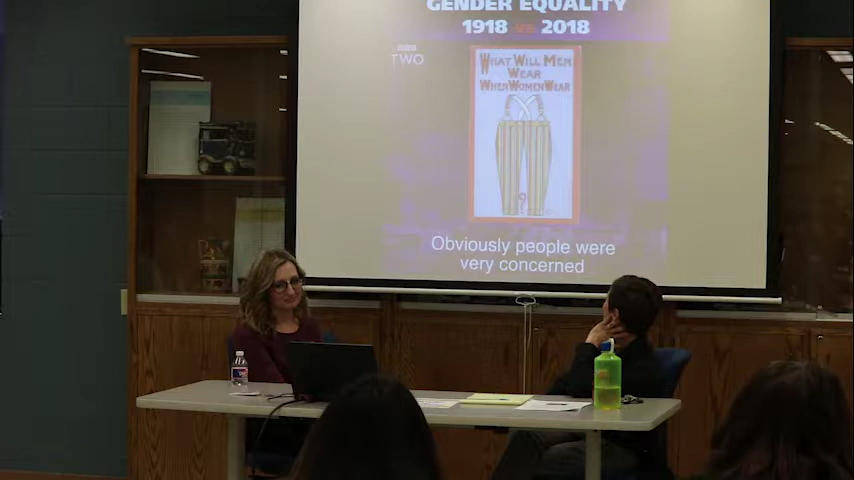 GENDER EQUALITY
1918 vs 2018
BBC
TWO
WHAT WILL MEN
WEAR
WHEN WOMEN WEAR
?
Obviously people were
very concerned